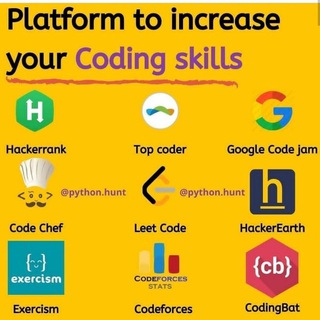 Platform to increase
your Coding skills
Hackerrank
Top coder
Google Code jam
@python.hunt
@python.hunt
Code Chef
Leet Code
HackerEarth
exercism
CODEFORCES
STATS
{cb}
Exercism
Codeforces
CodingBat